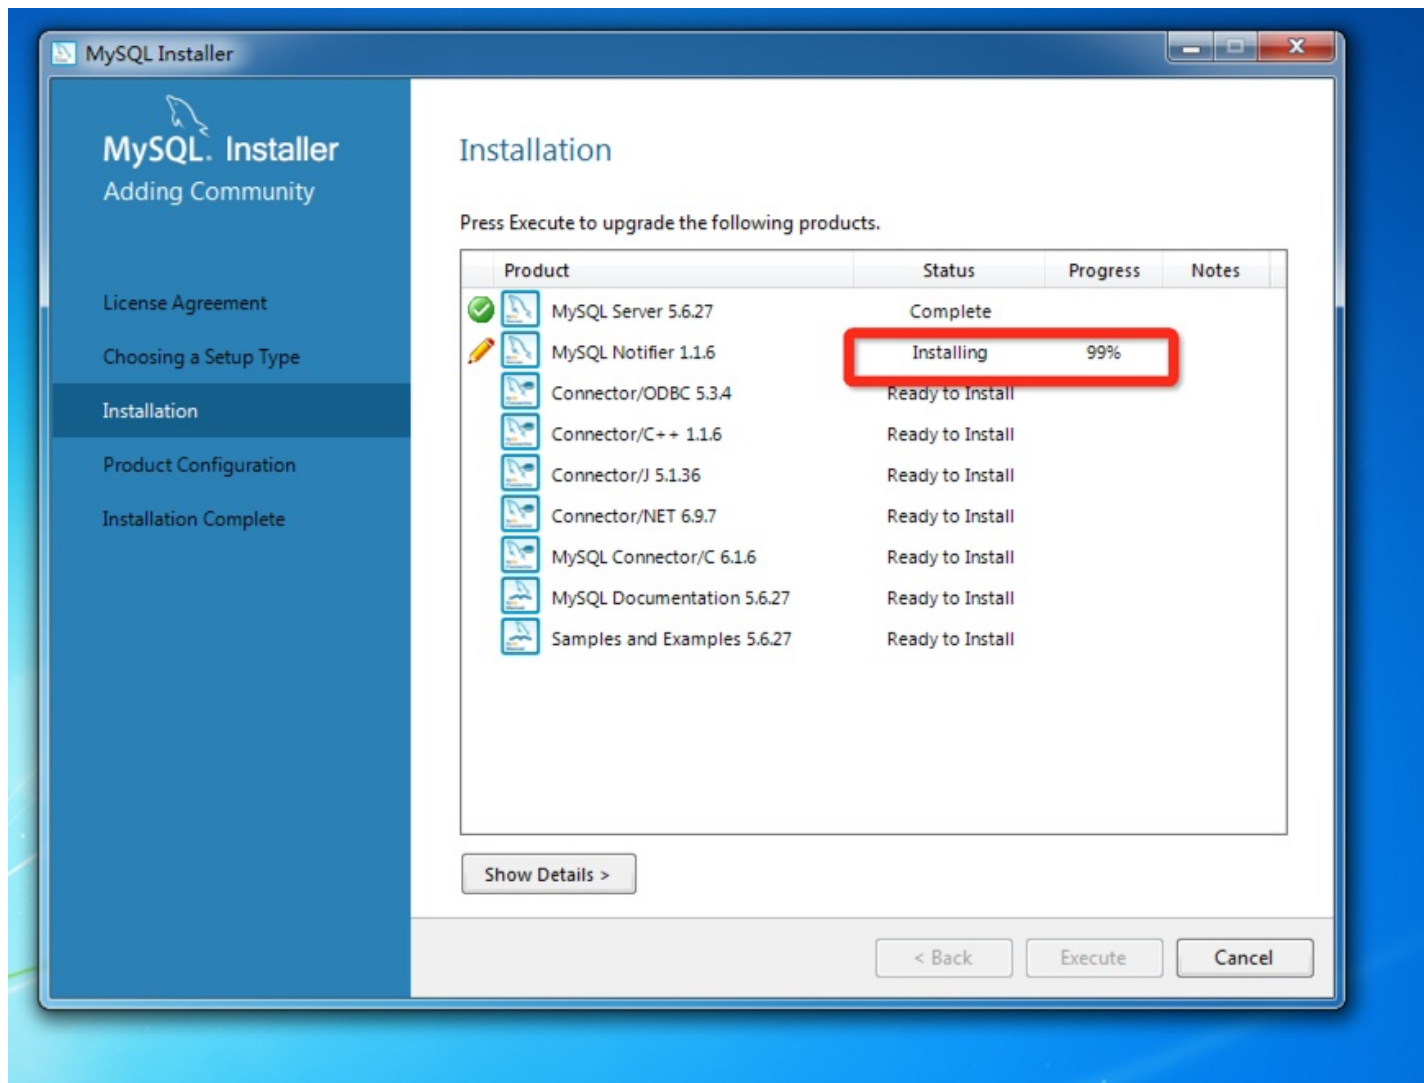 MySQL Installer
MySQL. Installer
Adding Community
License Agreement
Choosing a Setup Type
Installation
Product Configuration
Installation Complete
Installation
Press Execute to upgrade the following products.
Product Status Progress Notes
MySQL Server 5.6.27 Complete
MySQL Notifier 1.1.6 Installing 99%
Connector/ODBC 5.3.4 Ready to Install
Connector/C++ 1.1.6 Ready to Install
Connector/J 5.1.36 Ready to Install
Connector/NET 6.9.7 Ready to Install
MySQL Connector/C 6.1.6 Ready to Install
MySQL Documentation 5.6.27 Ready to Install
Samples and Examples 5.6.27 Ready to Install
Show Details >
< Back Execute Cancel